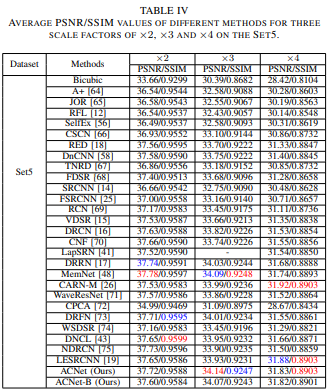 TABLE IV
AVERAGE PSNR/SSIM VALUES OF DIFFERENT METHODS FOR THREE
SCALE FACTORS OF ×2, ×3 AND ×4 ON THE SET5.
Dataset Methods ×2 ×3 ×4
PSNR/SSIM PSNR/SSIM PSNR/SSIM
Set5
Bicubic 33.66/0.9299 30.39/0.8682 28.42/0.8104
A+ [64] 36.54/0.9544 32.58/0.9088 30.28/0.8603
JOR [65] 36.58/0.9543 32.55/0.9067 30.19/0.8563
RFL [12] 36.54/0.9537 32.43/0.9057 30.14/0.8548
SelfEx [56] 36.49/0.9537 32.58/0.9093 30.31/0.8619
CSCN [66] 36.93/0.9552 33.10/0.9144 30.86/0.8732
RED [18] 37.56/0.9595 33.70/0.9222 31.33/0.8847
DnCNN [58] 37.58/0.9590 33.75/0.9222 31.40/0.8845
TNRD [67] 36.86/0.9556 33.18/0.9152 30.85/0.8732
FDSR [68] 37.40/0.9513 33.68/0.9096 31.28/0.8658
SRCNN [14] 36.66/0.9542 32.75/0.9090 30.48/0.8628
FSRCNN [25] 37.00/0.9558 33.16/0.9140 30.71/0.8657
RCN [69] 37.17/0.9583 33.45/0.9175 31.11/0.8736
VDSR [15] 37.53/0.9587 33.66/0.9213 31.35/0.8838
DRCN [16] 37.63/0.9588 33.82/0.9226 31.53/0.8854
CNF [70] 37.66/0.9590 33.74/0.9226 31.55/0.8856
LapSRN [41] 37.52/0.9590 - 31.54/0.8850
DRRN [17] 37.74/0.9591 34.03/0.9244 31.68/0.8888
MemNet [48] 37.78/0.9597 34.09/0.9248 31.74/0.8893
CARN-M [26] 37.53/0.9583 33.99/0.9236 31.92/0.8903
WaveResNet [71] 37.57/0.9586 33.86/0.9228 31.52/0.8864
CPCA [72] 34.99/0.9469 31.09/0.8975 28.67/0.8434
DRFN [73] 37.71/0.9595 34.01/0.9234 31.55/0.8861
WSDSR [74] 37.16/0.9583 33.45/0.9196 31.29/0.8821
DNCL [43] 37.65/0.9599 33.95/0.9232 31.66/0.8871
NDRCN [75] 37.73/0.9596 33.90/0.9235 31.50/0.8859
LESRCNN [19] 37.65/0.9586 33.93/0.9231 31.88/0.8903
ACNet (Ours) 37.72/0.9588 34.14/0.9247 31.83/0.8903
ACNet-B (Ours) 37.60/0.9584 34.07/0.9243 31.82/0.8901